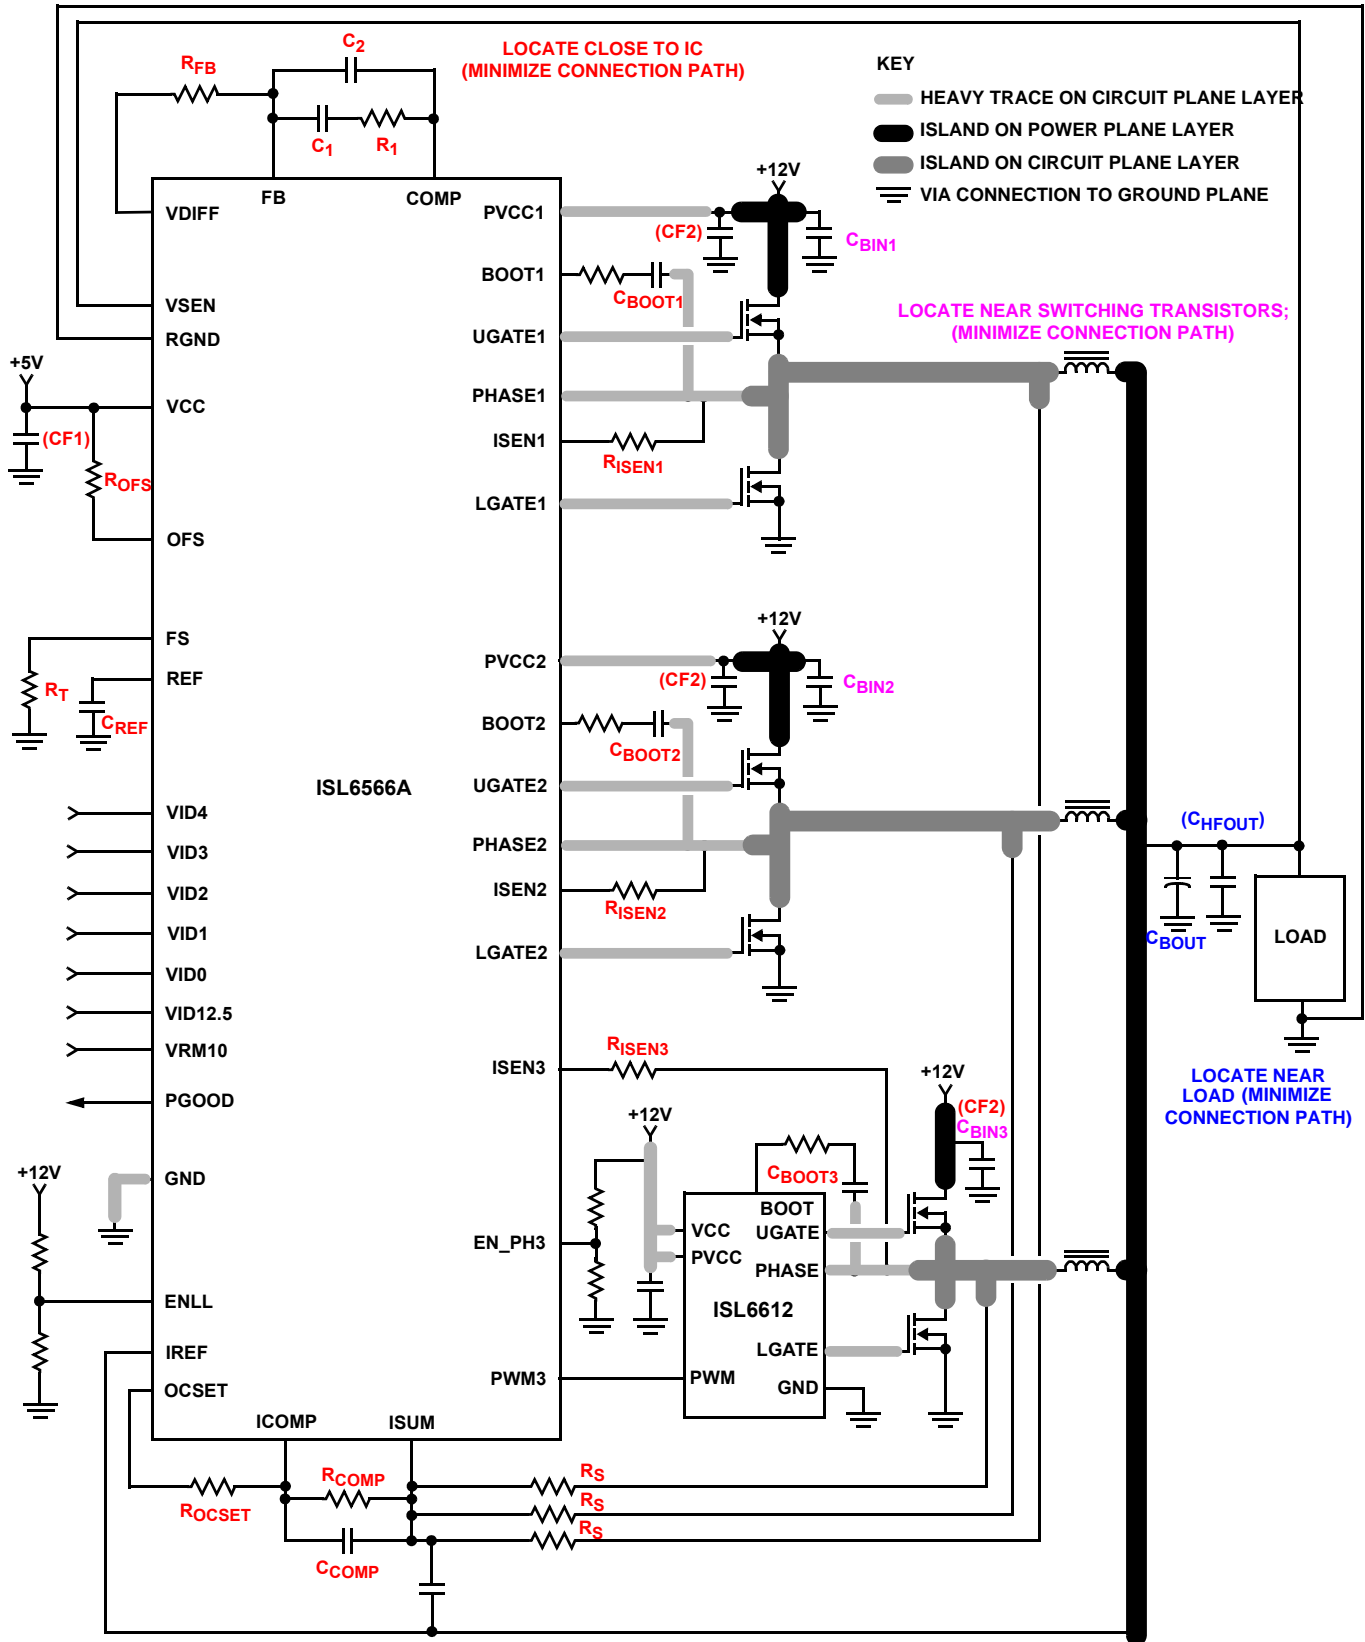 C2
LOCATE CLOSE TO IC
(MINIMIZE CONNECTION PATH)
RFB
KEY
HEAVY TRACE ON CIRCUIT PLANE LAYER
ISLAND ON POWER PLANE LAYER
ISLAND ON CIRCUIT PLANE LAYER
VIA CONNECTION TO GROUND PLANE
C1
R1
+12V
FB
COMP
VDIFF
PVCC1
(CF2)
CBIN1
BOOT1
CBOOT1
VSEN
LOCATE NEAR SWITCHING TRANSISTORS;
(MINIMIZE CONNECTION PATH)
RGND
UGATE1
+5V
VCC
PHASE1
(CF1)
ISEN1
RISEN1
ROFS
LGATE1
OFS
+12V
FS
REF
RT
CREF
PVCC2
(CF2)
CBIN2
BOOT2
CBOOT2
ISL6566A
UGATE2
VID4
(CHFOUT)
VID3
PHASE2
VID2
ISEN2
RISEN2
VID1
LGATE2
CBOUT
LOAD
VID0
VID12.5
VRM10
RISEN3
ISEN3
+12V
LOCATE NEAR
LOAD (MINIMIZE
CONNECTION PATH)
PGOOD
+12V
(CF2)
CBIN3
+12V
GND
CBOOT3
BOOT
VCC
UGATE
EN_PH3
PVCC
PHASE
ENLL
ISL6612
IREF
LGATE
OCSET
PWM3
PWM
GND
ICOMP
ISUM
RCOMP
RS
ROCSET
RS
RS
CCOMP